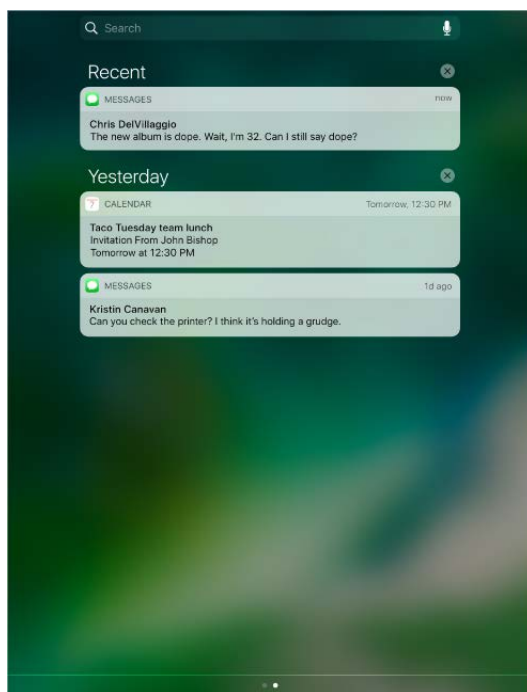 Search
Recent
MESSAGES now
Chris DelVillaggio
The new album is dope. Wait, I'm 32. Can I still say dope?
Yesterday
CALENDAR Tomorrow, 12:30 PM
Taco Tuesday team lunch
Invitation From John Bishop
Tomorrow at 12:30 PM
MESSAGES 1d ago
Kristin Canavan
Can you check the printer? I think it's holding a grudge.